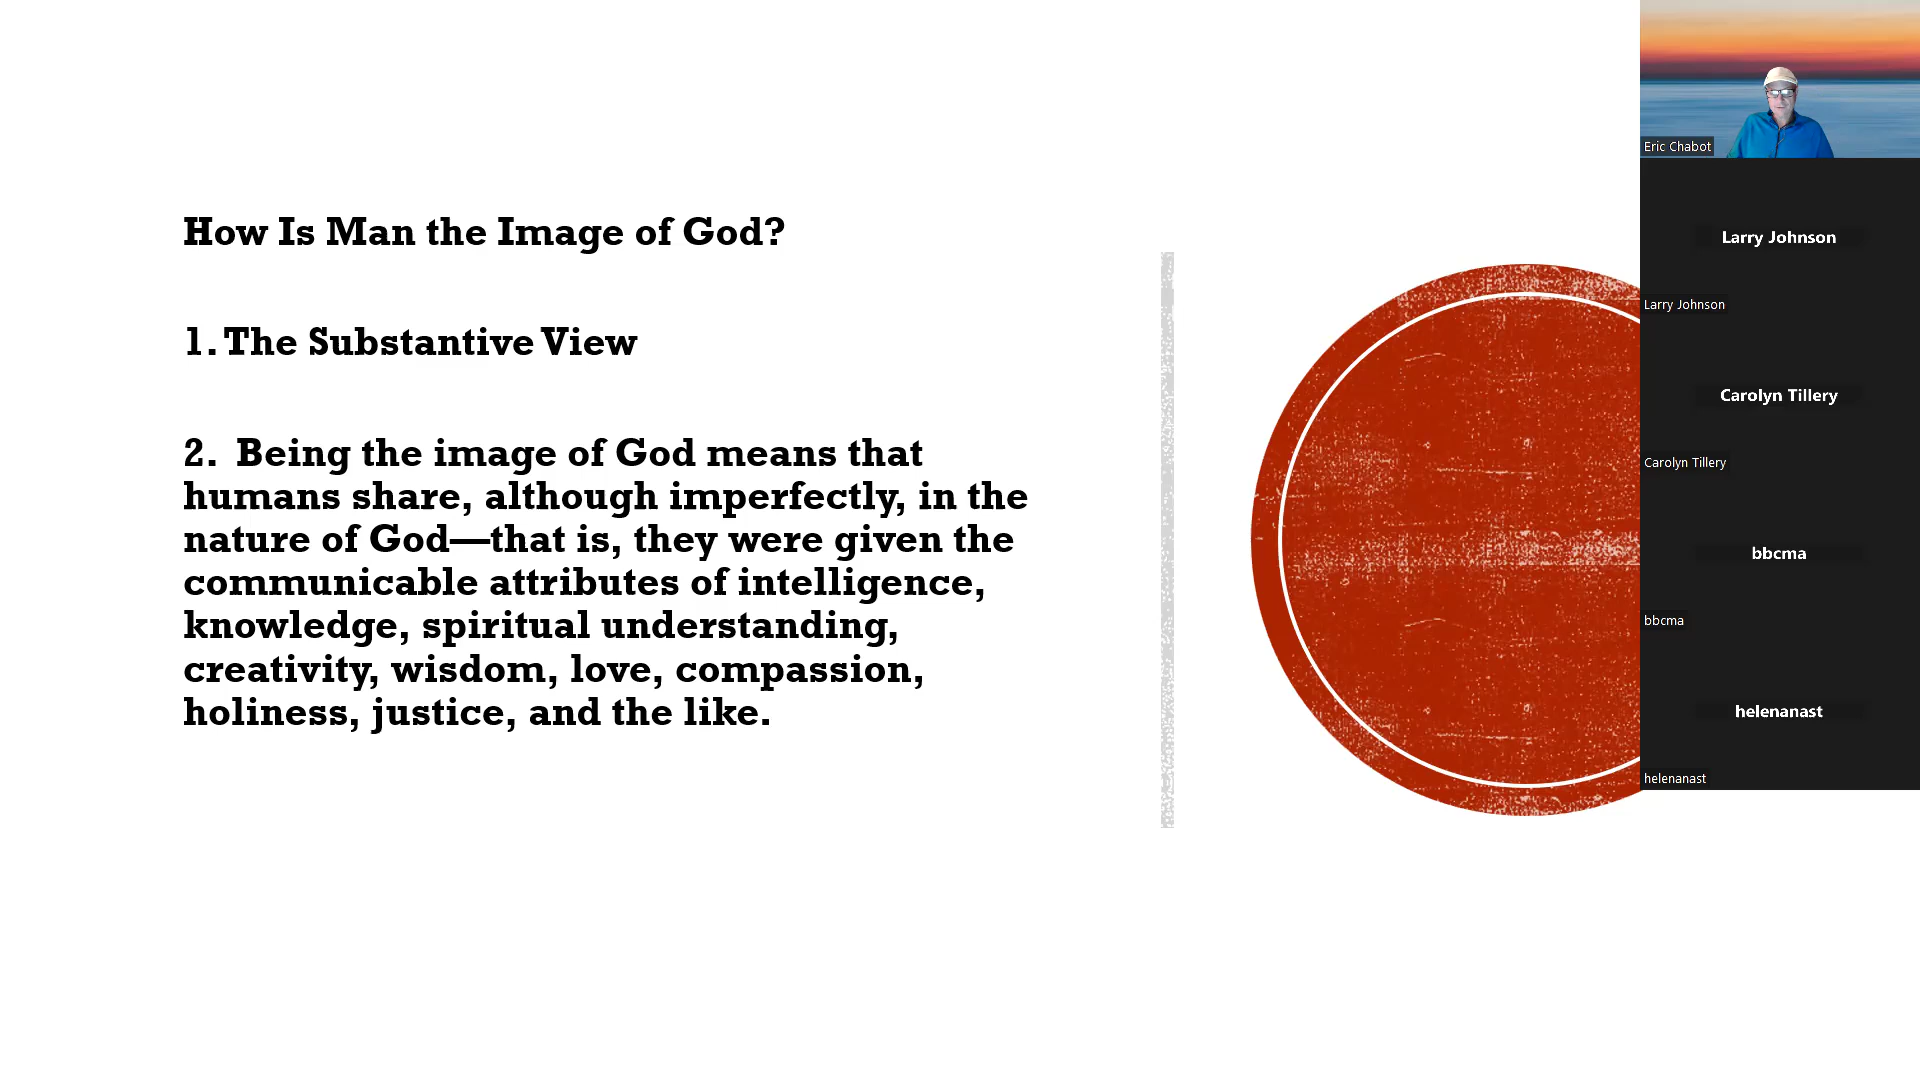 How Is Man the Image of God?
1. The Substantive View
2. Being the image of God means that
humans share, although imperfectly, in the
nature of God—that is, they were given the
communicable attributes of intelligence,
knowledge, spiritual understanding,
creativity, wisdom, love, compassion,
holiness, justice, and the like.
Eric Chabot
Larry Johnson
Larry Johnson
Carolyn Tillery
Carolyn Tillery
bbcma
bbcma
helenanast
helenanast